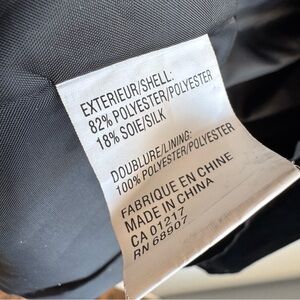 EXTERIEUR/SHELL:
82% POLYESTER/POLYESTER
18% SOIE/SILK
DOUBLURE/LINING:
100% POLYESTER/POLYESTER
FABRIQUE EN CHINE
MADE IN CHINA
CA 01217
RN 68907